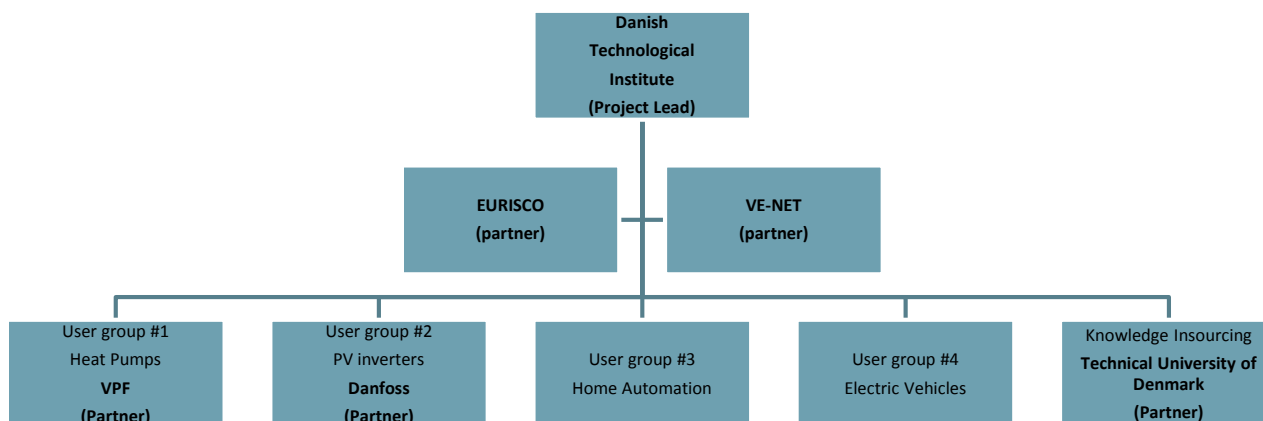 Danish
Technological
Institute
(Project Lead)
EURISCO
(partner)
VE-NET
(partner)
User group #1
Heat Pumps
VPF
(Partner)
User group #2
PV inverters
Danfoss
(Partner)
User group #3
Home Automation
User group #4
Electric Vehicles
Knowledge Insourcing
Technical University of
Denmark
(Partner)